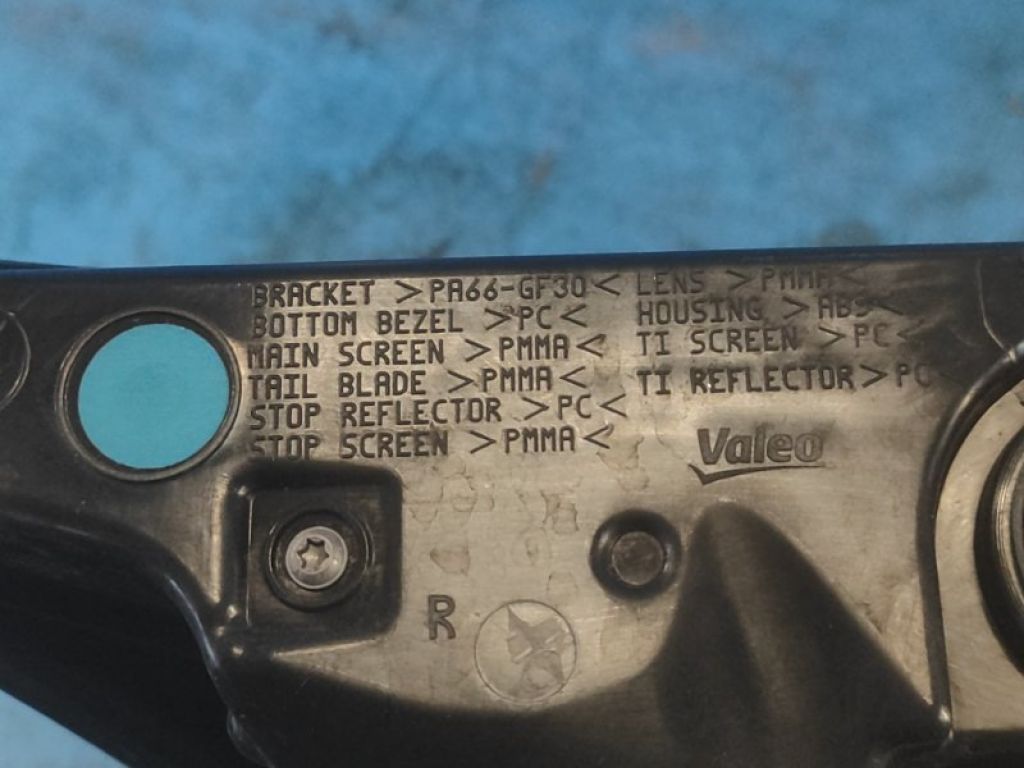 BRACKET >PA66-GF30< LENS >PMMA<
BOTTOM BEZEL >PC< HOUSING >ABS<
MAIN SCREEN >PMMA< TI SCREEN >PC<
TAIL BLADE >PMMA< TI REFLECTOR>PC<
STOP REFLECTOR >PC<
STOP SCREEN >PMMA<
Valeo
R